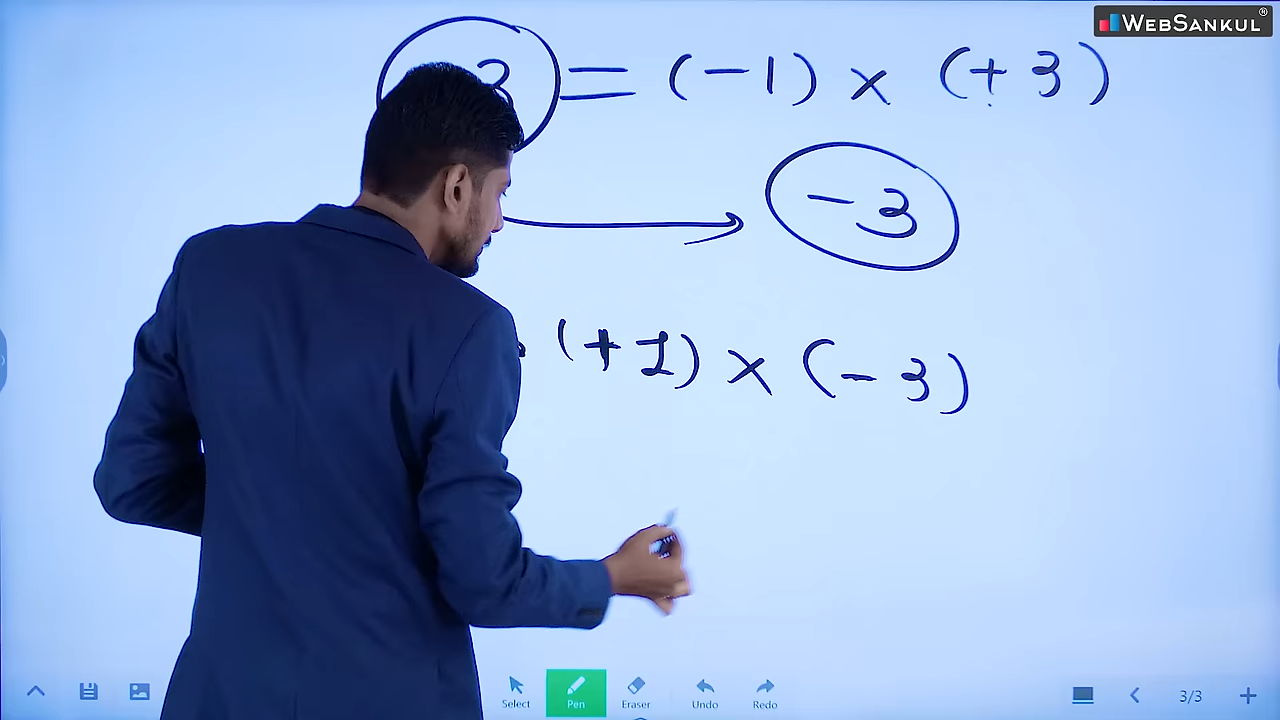 WEBSANKUL®
3 = (-1) × (+3)
-3
(+1) × (-3)
Select Pen Eraser Undo Redo 3/3